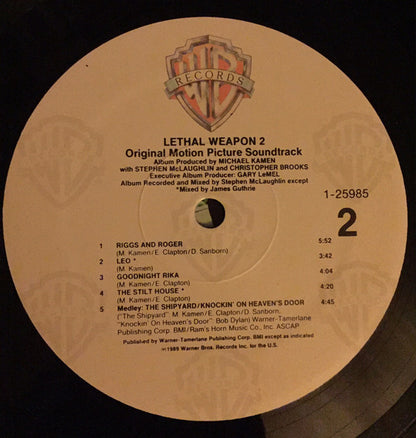 WB
RECORDS
LETHAL WEAPON 2
Original Motion Picture Soundtrack
Album Produced by MICHAEL KAMEN
with STEPHEN McLAUGHLIN and CHRISTOPHER BROOKS
Executive Album Producer: GARY LeMEL
Album Recorded and Mixed by Stephen McLaughlin except
*Mixed by James Guthrie
1-25985
2
1 RIGGS AND ROGER 5:52
(M. Kamen/E. Clapton/D. Sanborn)
2 LEO * 3:42
(M. Kamen)
3 GOODNIGHT RIKA 4:04
(M. Kamen/E. Clapton)
4 THE STILT HOUSE * 4:20
(M. Kamen/E. Clapton)
5 Medley: THE SHIPYARD/KNOCKIN' ON HEAVEN'S DOOR 4:45
("The Shipyard": M. Kamen/E. Clapton/D. Sanborn,
"Knockin' On Heaven's Door": Bob Dylan) Warner-Tamerlane
Publishing Corp. BMI/Ram's Horn Music Co., Inc. ASCAP
Published by Warner-Tamerlane Publishing Corp. BMI except as indicated
℗1989 Warner Bros. Records Inc. for the U.S.